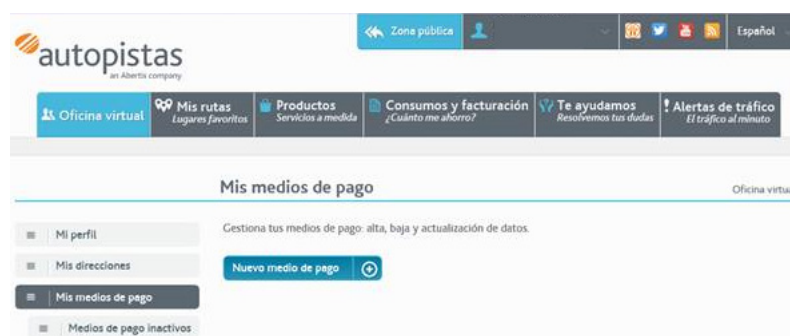 Zona pública
Español
autopistas
an Abertis company
Oficina virtual
Mis rutas
Lugares favoritos
Productos
Servicios a medida
Consumos y facturación
¿Cuánto me ahorro?
Te ayudamos
Resolvemos tus dudas
Alertas de tráfico
El tráfico al minuto
Mis medios de pago
Oficina virtu
Mi perfil
Gestiona tus medios de pago: alta, baja y actualización de datos.
Mis direcciones
Nuevo medio de pago
Mis medios de pago
Medios de pago inactivos